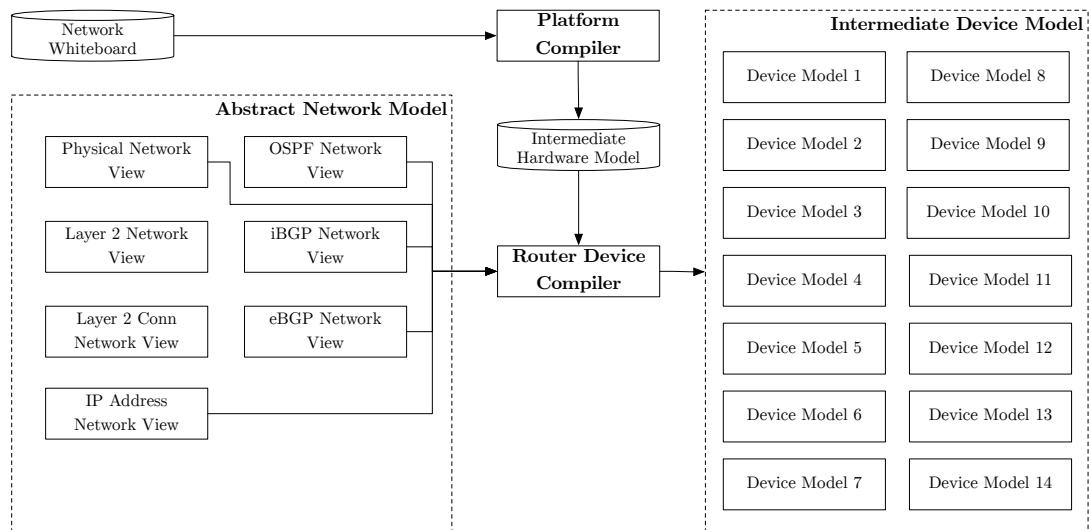 Network
Whiteboard
Platform
Compiler
Intermediate
Hardware Model
Abstract Network Model
Physical Network
View
OSPF Network
View
Layer 2 Network
View
iBGP Network
View
Layer 2 Conn
Network View
eBGP Network
View
IP Address
Network View
Router Device
Compiler
Intermediate Device Model
Device Model 1
Device Model 8
Device Model 2
Device Model 9
Device Model 3
Device Model 10
Device Model 4
Device Model 11
Device Model 5
Device Model 12
Device Model 6
Device Model 13
Device Model 7
Device Model 14